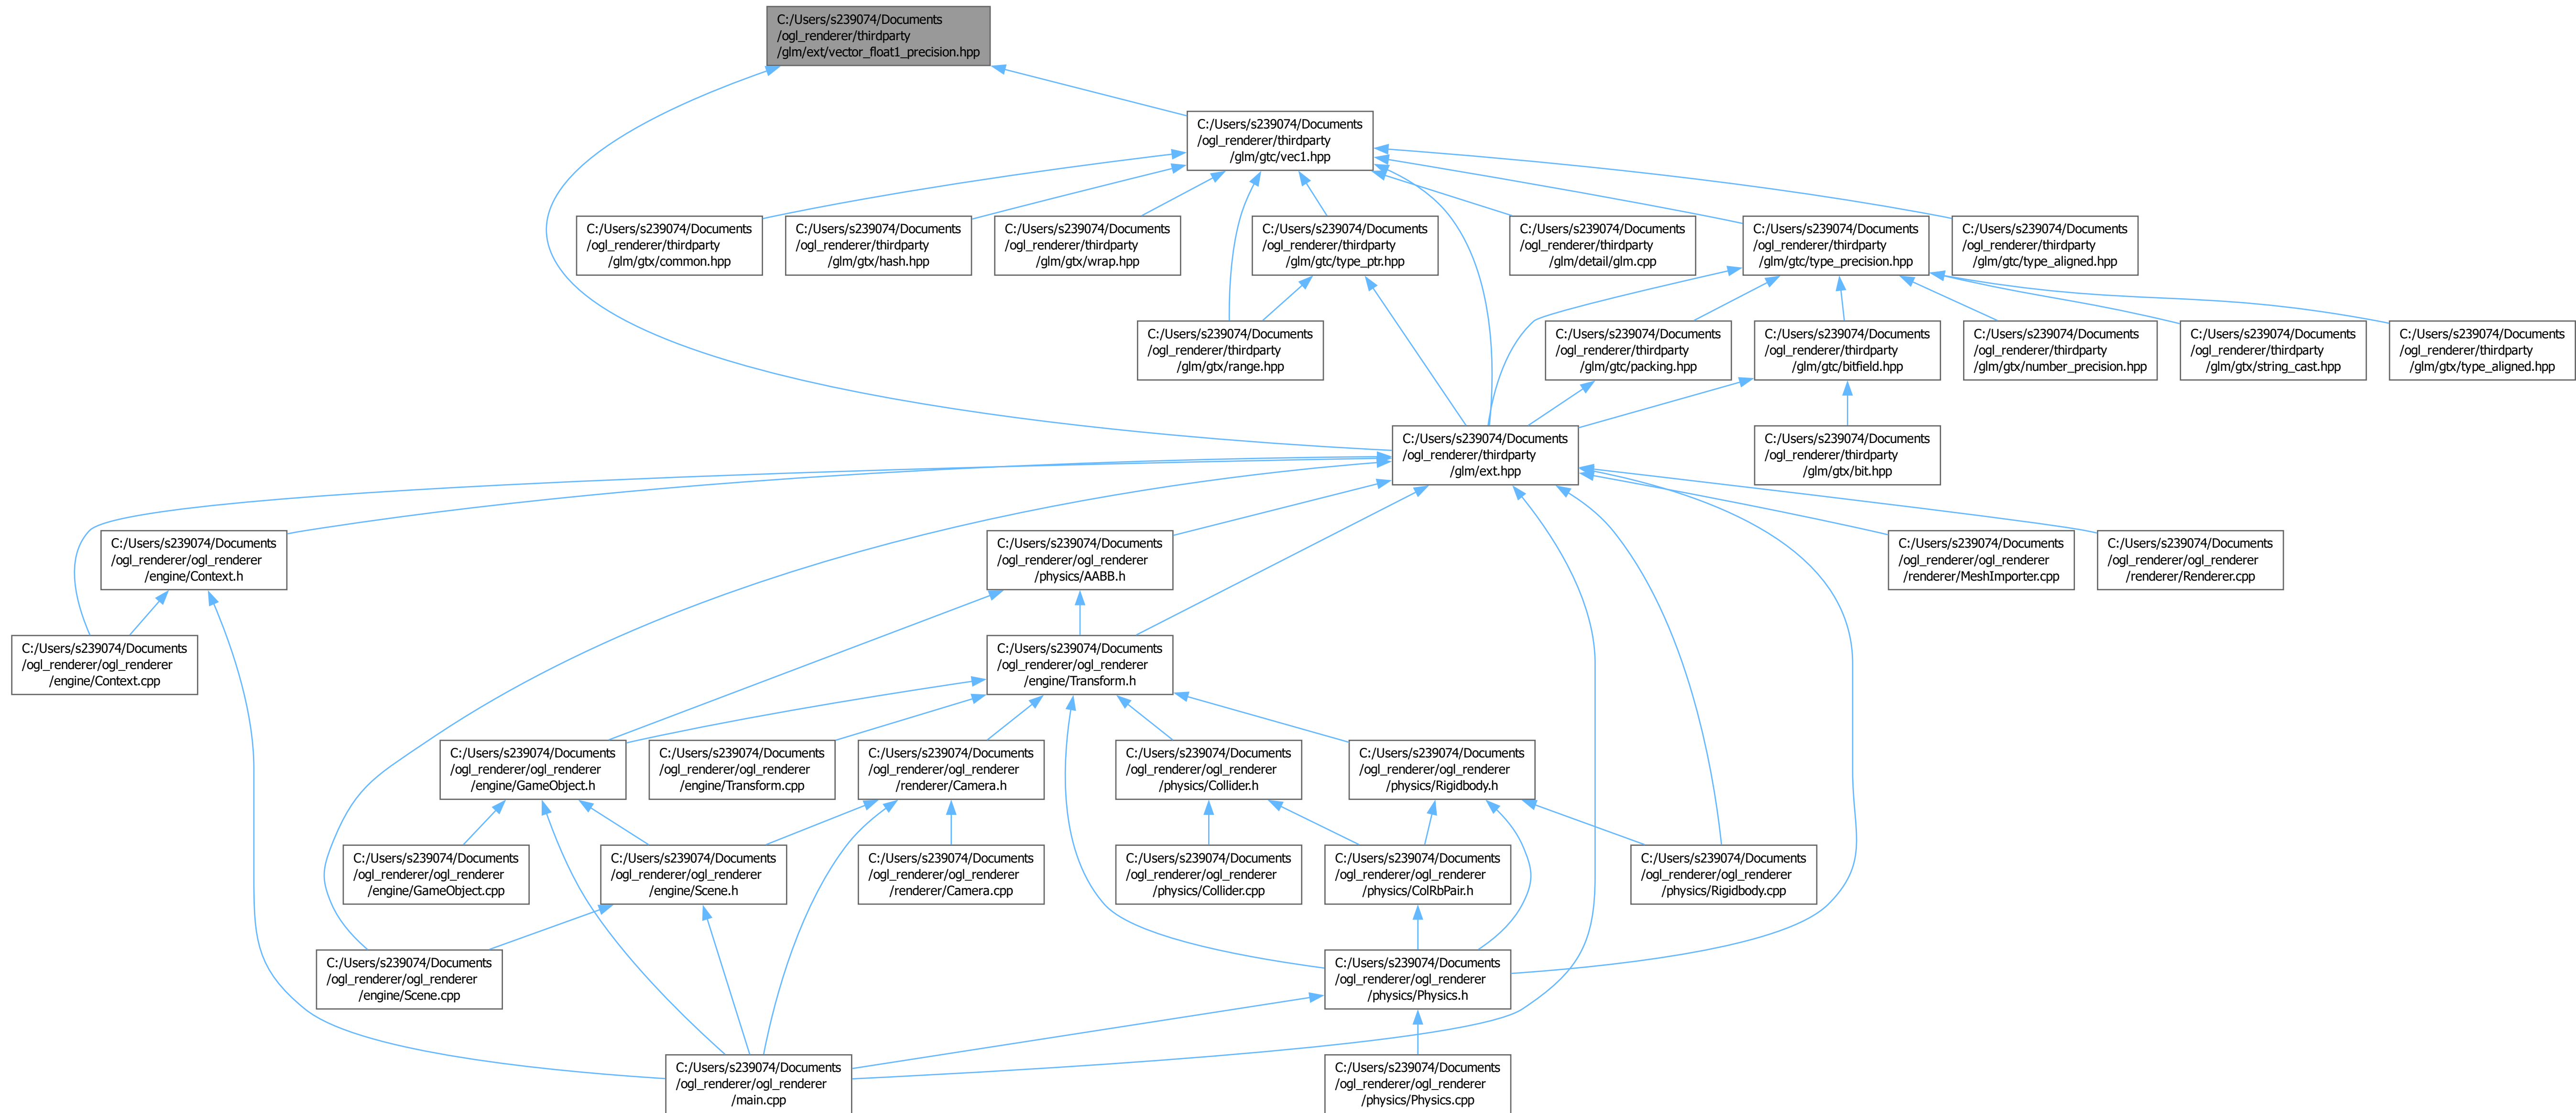 C:/Users/s239074/Documents
/ogl_renderer/thirdparty
/glm/ext/vector_float1_precision.hpp
C:/Users/s239074/Documents
/ogl_renderer/thirdparty
/glm/gtc/vec1.hpp
C:/Users/s239074/Documents
/ogl_renderer/thirdparty
/glm/gtx/common.hpp
C:/Users/s239074/Documents
/ogl_renderer/thirdparty
/glm/gtx/hash.hpp
C:/Users/s239074/Documents
/ogl_renderer/thirdparty
/glm/gtx/wrap.hpp
C:/Users/s239074/Documents
/ogl_renderer/thirdparty
/glm/gtc/type_ptr.hpp
C:/Users/s239074/Documents
/ogl_renderer/thirdparty
/glm/detail/glm.cpp
C:/Users/s239074/Documents
/ogl_renderer/thirdparty
/glm/gtc/type_precision.hpp
C:/Users/s239074/Documents
/ogl_renderer/thirdparty
/glm/gtc/type_aligned.hpp
C:/Users/s239074/Documents
/ogl_renderer/thirdparty
/glm/gtx/range.hpp
C:/Users/s239074/Documents
/ogl_renderer/thirdparty
/glm/gtc/packing.hpp
C:/Users/s239074/Documents
/ogl_renderer/thirdparty
/glm/gtc/bitfield.hpp
C:/Users/s239074/Documents
/ogl_renderer/thirdparty
/glm/gtx/number_precision.hpp
C:/Users/s239074/Documents
/ogl_renderer/thirdparty
/glm/gtx/string_cast.hpp
C:/Users/s239074/Documents
/ogl_renderer/thirdparty
/glm/gtx/type_aligned.hpp
C:/Users/s239074/Documents
/ogl_renderer/thirdparty
/glm/ext.hpp
C:/Users/s239074/Documents
/ogl_renderer/thirdparty
/glm/gtx/bit.hpp
C:/Users/s239074/Documents
/ogl_renderer/ogl_renderer
/engine/Context.h
C:/Users/s239074/Documents
/ogl_renderer/ogl_renderer
/physics/AABB.h
C:/Users/s239074/Documents
/ogl_renderer/ogl_renderer
/renderer/MeshImporter.cpp
C:/Users/s239074/Documents
/ogl_renderer/ogl_renderer
/renderer/Renderer.cpp
C:/Users/s239074/Documents
/ogl_renderer/ogl_renderer
/engine/Context.cpp
C:/Users/s239074/Documents
/ogl_renderer/ogl_renderer
/engine/Transform.h
C:/Users/s239074/Documents
/ogl_renderer/ogl_renderer
/engine/GameObject.h
C:/Users/s239074/Documents
/ogl_renderer/ogl_renderer
/engine/Transform.cpp
C:/Users/s239074/Documents
/ogl_renderer/ogl_renderer
/renderer/Camera.h
C:/Users/s239074/Documents
/ogl_renderer/ogl_renderer
/physics/Collider.h
C:/Users/s239074/Documents
/ogl_renderer/ogl_renderer
/physics/Rigidbody.h
C:/Users/s239074/Documents
/ogl_renderer/ogl_renderer
/engine/GameObject.cpp
C:/Users/s239074/Documents
/ogl_renderer/ogl_renderer
/engine/Scene.h
C:/Users/s239074/Documents
/ogl_renderer/ogl_renderer
/renderer/Camera.cpp
C:/Users/s239074/Documents
/ogl_renderer/ogl_renderer
/physics/Collider.cpp
C:/Users/s239074/Documents
/ogl_renderer/ogl_renderer
/physics/ColRbPair.h
C:/Users/s239074/Documents
/ogl_renderer/ogl_renderer
/physics/Rigidbody.cpp
C:/Users/s239074/Documents
/ogl_renderer/ogl_renderer
/engine/Scene.cpp
C:/Users/s239074/Documents
/ogl_renderer/ogl_renderer
/physics/Physics.h
C:/Users/s239074/Documents
/ogl_renderer/ogl_renderer
/main.cpp
C:/Users/s239074/Documents
/ogl_renderer/ogl_renderer
/physics/Physics.cpp